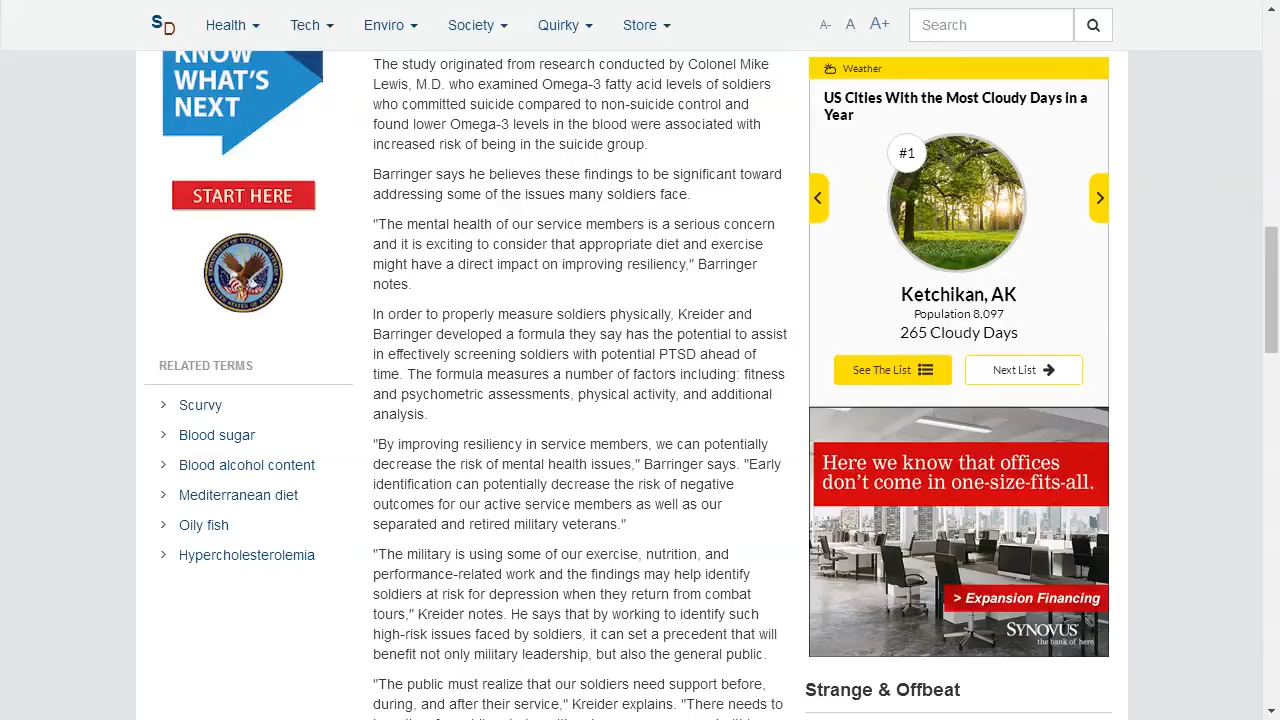 S
D
Health
Tech
Enviro
Society
Quirky
Store
A-
A
A+
Search
KNOW
WHAT'S
NEXT
START HERE
RELATED TERMS
Scurvy
Blood sugar
Blood alcohol content
Mediterranean diet
Oily fish
Hypercholesterolemia
The study originated from research conducted by Colonel Mike
Lewis, M.D. who examined Omega-3 fatty acid levels of soldiers
who committed suicide compared to non-suicide control and
found lower Omega-3 levels in the blood were associated with
increased risk of being in the suicide group.
Barringer says he believes these findings to be significant toward
addressing some of the issues many soldiers face.
"The mental health of our service members is a serious concern
and it is exciting to consider that appropriate diet and exercise
might have a direct impact on improving resiliency," Barringer
notes.
In order to properly measure soldiers physically, Kreider and
Barringer developed a formula they say has the potential to assist
in effectively screening soldiers with potential PTSD ahead of
time. The formula measures a number of factors including: fitness
and psychometric assessments, physical activity, and additional
analysis.
"By improving resiliency in service members, we can potentially
decrease the risk of mental health issues," Barringer says. "Early
identification can potentially decrease the risk of negative
outcomes for our active service members as well as our
separated and retired military veterans."
"The military is using some of our exercise, nutrition, and
performance-related work and the findings may help identify
soldiers at risk for depression when they return from combat
tours," Kreider notes. He says that by working to identify such
high-risk issues faced by soldiers, it can set a precedent that will
benefit not only military leadership, but also the general public.
"The public must realize that our soldiers need support before,
during, and after their service," Kreider explains. "There needs to
Weather
US Cities With the Most Cloudy Days in a
Year
#1
Ketchikan, AK
Population 8,097
265 Cloudy Days
See The List
Next List
Here we know that offices
don't come in one-size-fits-all.
> Expansion Financing
SYNOVUS
the bank of here
Strange & Offbeat